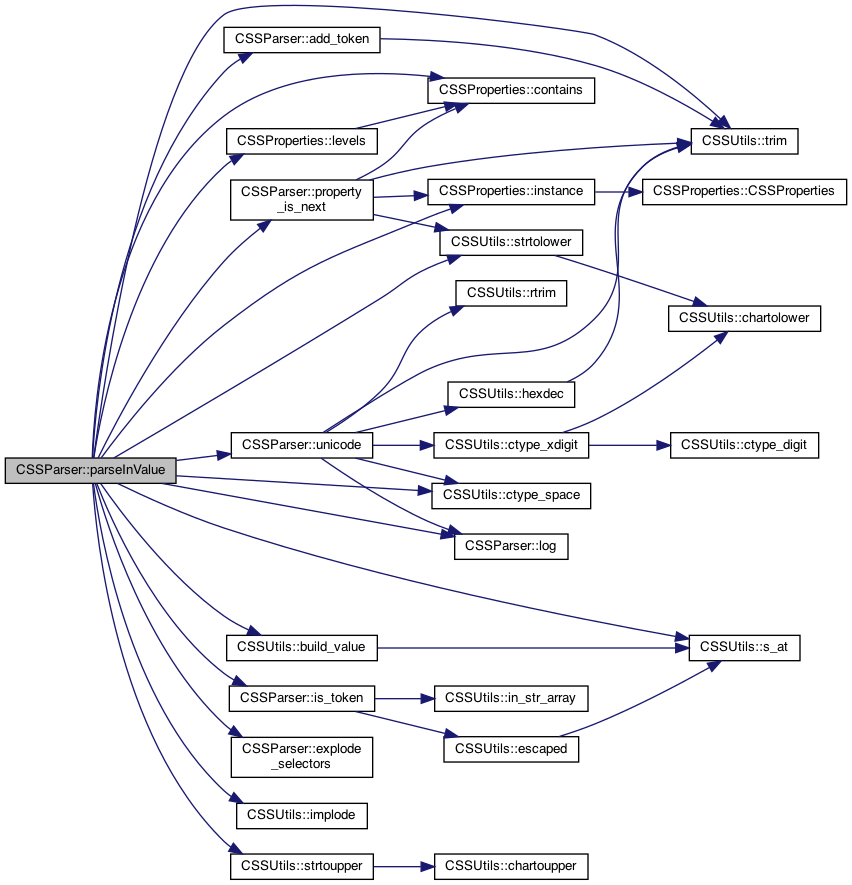 CSSParser::add_token
CSSProperties::contains
CSSProperties::levels
CSSUtils::trim
CSSParser::property
_is_next
CSSProperties::instance
CSSProperties::CSSProperties
CSSUtils::strtolower
CSSUtils::rtrim
CSSUtils::chartolower
CSSUtils::hexdec
CSSParser::unicode
CSSUtils::ctype_xdigit
CSSUtils::ctype_digit
CSSParser::parseInValue
CSSUtils::ctype_space
CSSParser::log
CSSUtils::build_value
CSSUtils::s_at
CSSParser::is_token
CSSUtils::in_str_array
CSSParser::explode
_selectors
CSSUtils::escaped
CSSUtils::implode
CSSUtils::strtoupper
CSSUtils::chartoupper